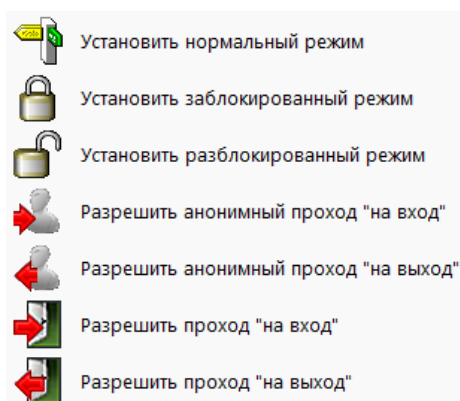 Установить нормальный режим
Установить заблокированный режим
Установить разблокированный режим
Разрешить анонимный проход "на вход"
Разрешить анонимный проход "на выход"
Разрешить проход "на вход"
Разрешить проход "на выход"